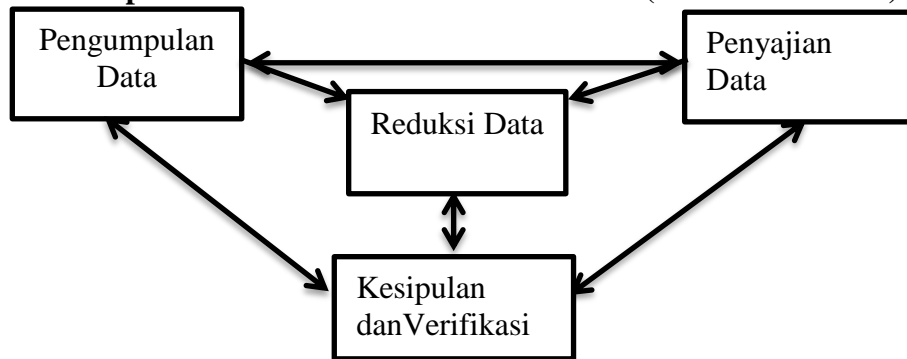 Pengumpulan
Data
Penyajian
Data
Reduksi Data
Kesipulan
danVerifikasi